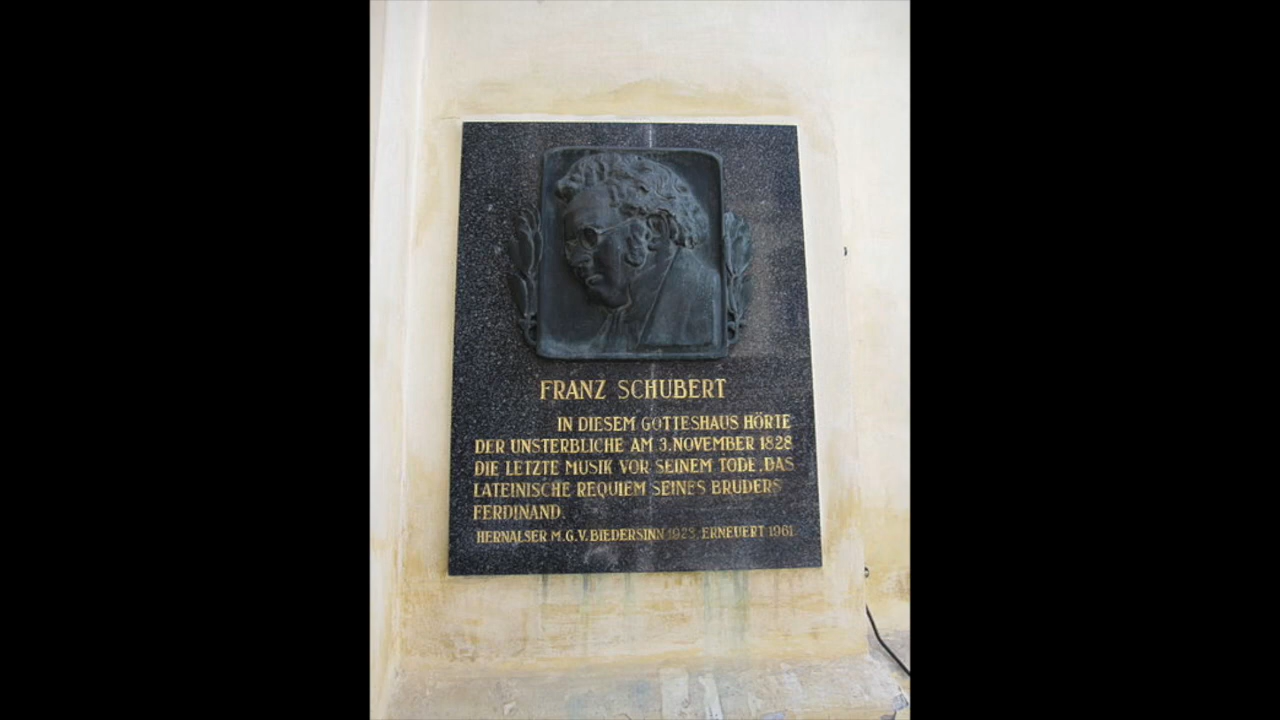 FRANZ SCHUBERT
IN DIESEM GOTTESHAUS HÖRTE
DER UNSTERBLICHE AM 3. NOVEMBER 1828
DIE LETZTE MUSIK VOR SEINEM TODE. DAS
LATEINISCHE REQUIEM SEINES BRUDERS
FERDINAND.
HERNALSER M.G.V. BIEDERSINN 1928. ERNEUERT 1961.